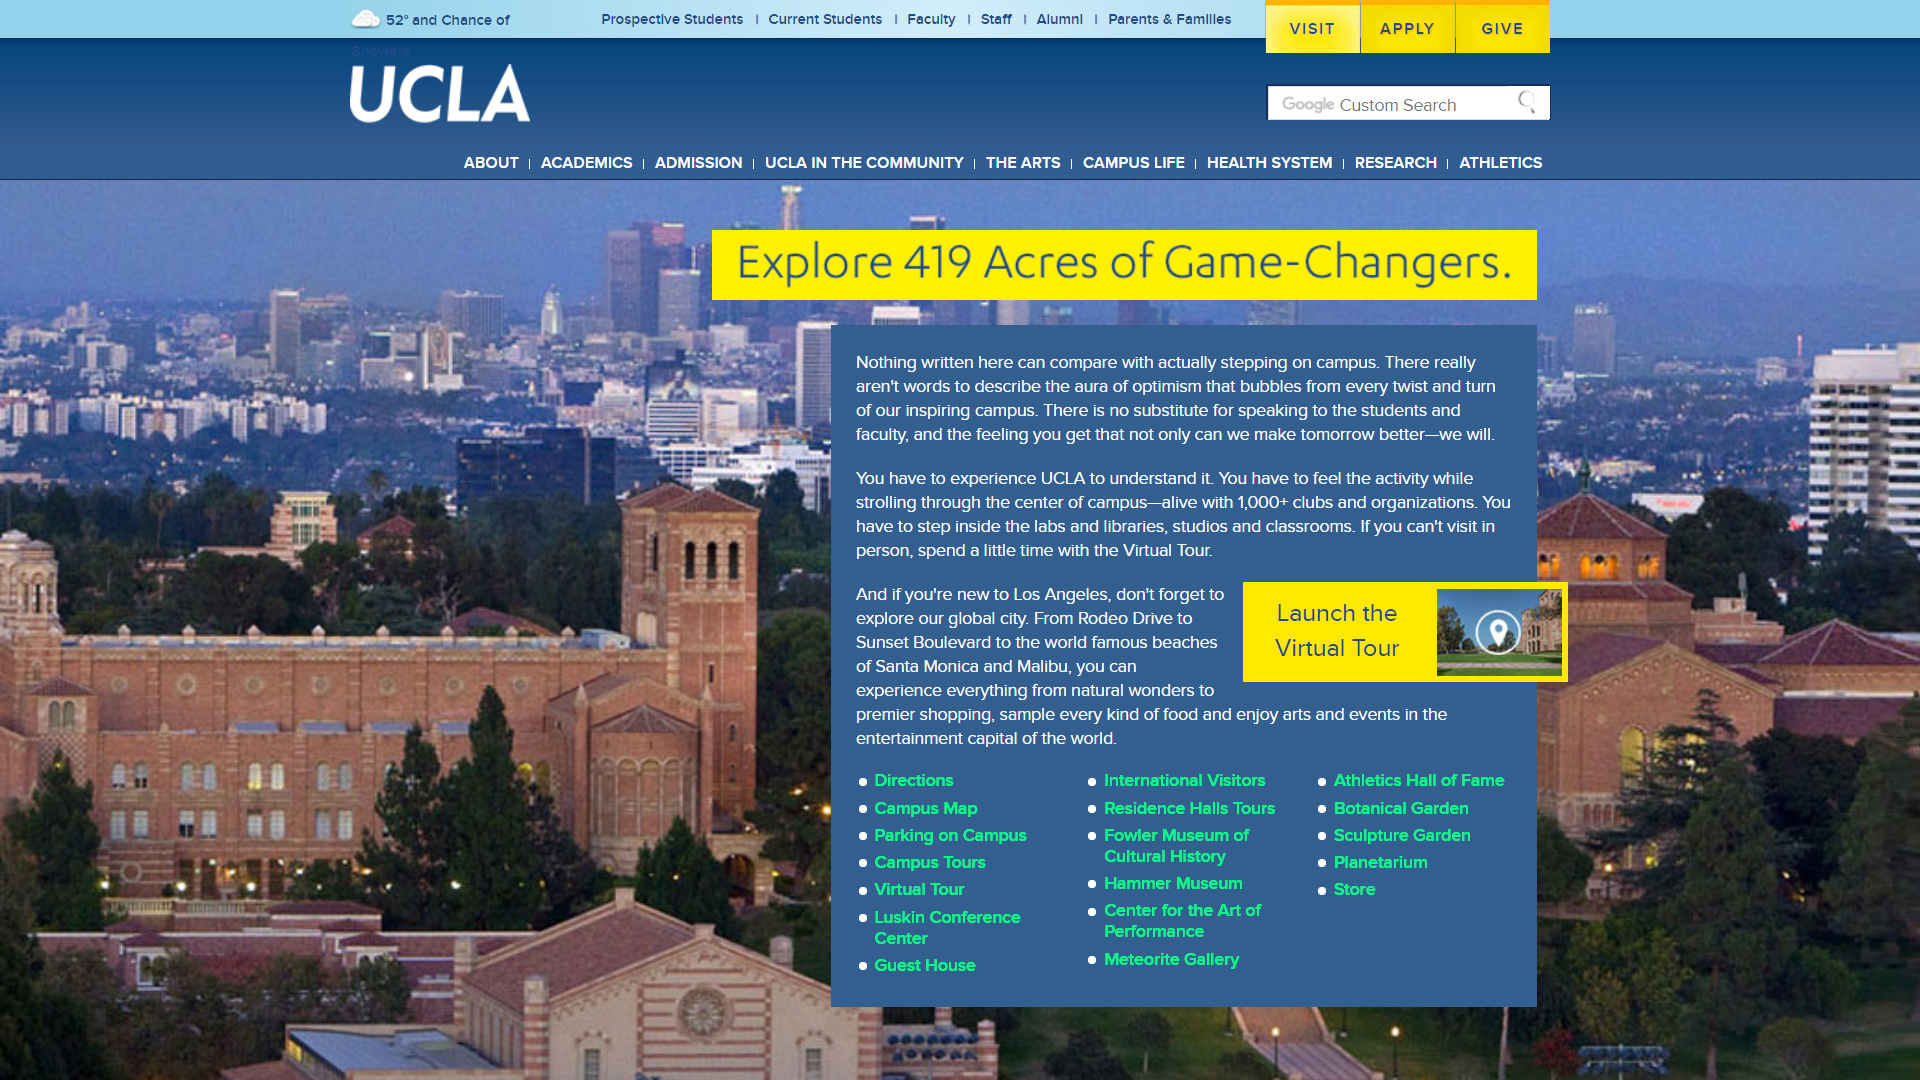 52° and Chance of
Showers
Prospective Students | Current Students | Faculty | Staff | Alumni | Parents & Families
VISIT
APPLY
GIVE
UCLA
Google Custom Search
ABOUT | ACADEMICS | ADMISSION | UCLA IN THE COMMUNITY | THE ARTS | CAMPUS LIFE | HEALTH SYSTEM | RESEARCH | ATHLETICS
Explore 419 Acres of Game-Changers.
Nothing written here can compare with actually stepping on campus. There really
aren't words to describe the aura of optimism that bubbles from every twist and turn
of our inspiring campus. There is no substitute for speaking to the students and
faculty, and the feeling you get that not only can we make tomorrow better—we will.
You have to experience UCLA to understand it. You have to feel the activity while
strolling through the center of campus—alive with 1,000+ clubs and organizations. You
have to step inside the labs and libraries, studios and classrooms. If you can't visit in
person, spend a little time with the Virtual Tour.
And if you're new to Los Angeles, don't forget to
explore our global city. From Rodeo Drive to
Sunset Boulevard to the world famous beaches
of Santa Monica and Malibu, you can
experience everything from natural wonders to
premier shopping, sample every kind of food and enjoy arts and events in the
entertainment capital of the world.
Launch the
Virtual Tour
Directions
Campus Map
Parking on Campus
Campus Tours
Virtual Tour
Luskin Conference
Center
Guest House
International Visitors
Residence Halls Tours
Fowler Museum of
Cultural History
Hammer Museum
Center for the Art of
Performance
Meteorite Gallery
Athletics Hall of Fame
Botanical Garden
Sculpture Garden
Planetarium
Store